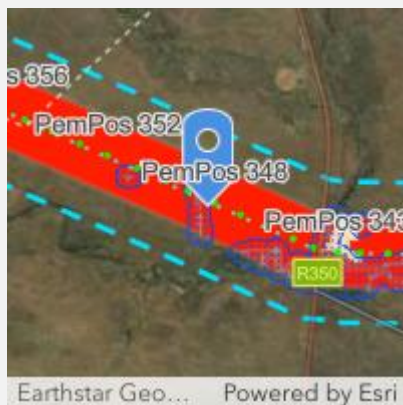 s 356
PemPos 352
PemPos 348
PemPos 343
R350
Earthstar Geo... Powered by Esri